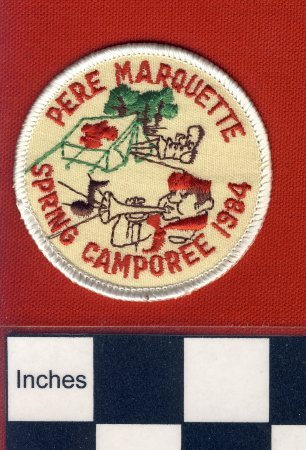 PERE MARQUETTE
SPRING CAMPOREE 1984
Inches